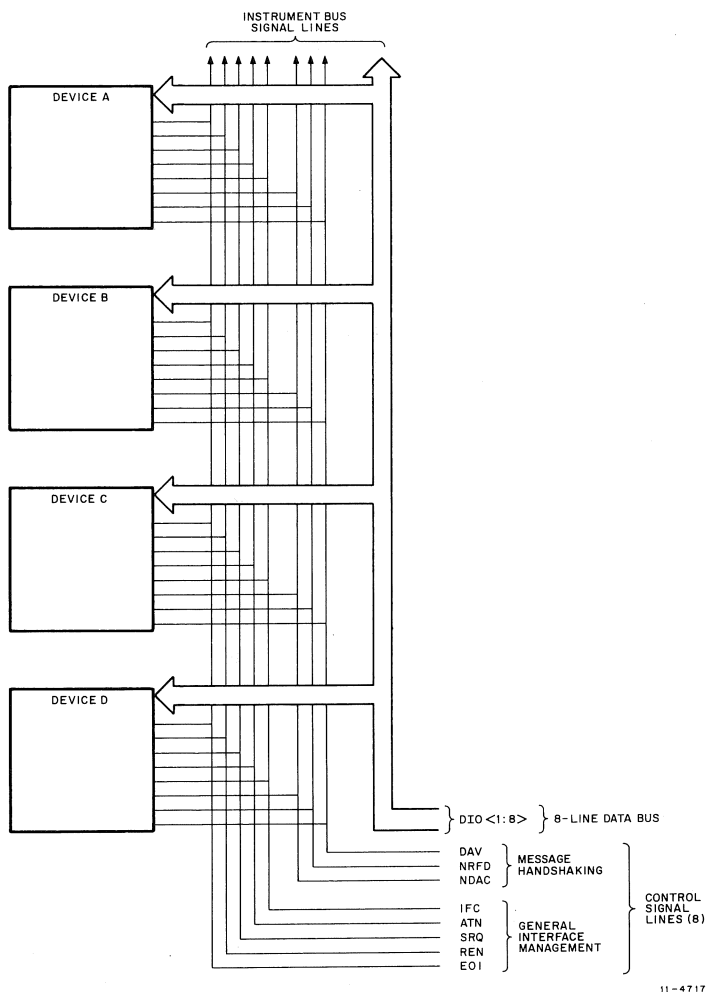 INSTRUMENT BUS
SIGNAL LINES
DEVICE A
DEVICE B
DEVICE C
DEVICE D
DIO <1:8> 8-LINE DATA BUS
DAV
NRFD
NDAC
MESSAGE
HANDSHAKING
IFC
ATN
SRQ
REN
EOI
GENERAL
INTERFACE
MANAGEMENT
CONTROL
SIGNAL
LINES (8)
11-4717